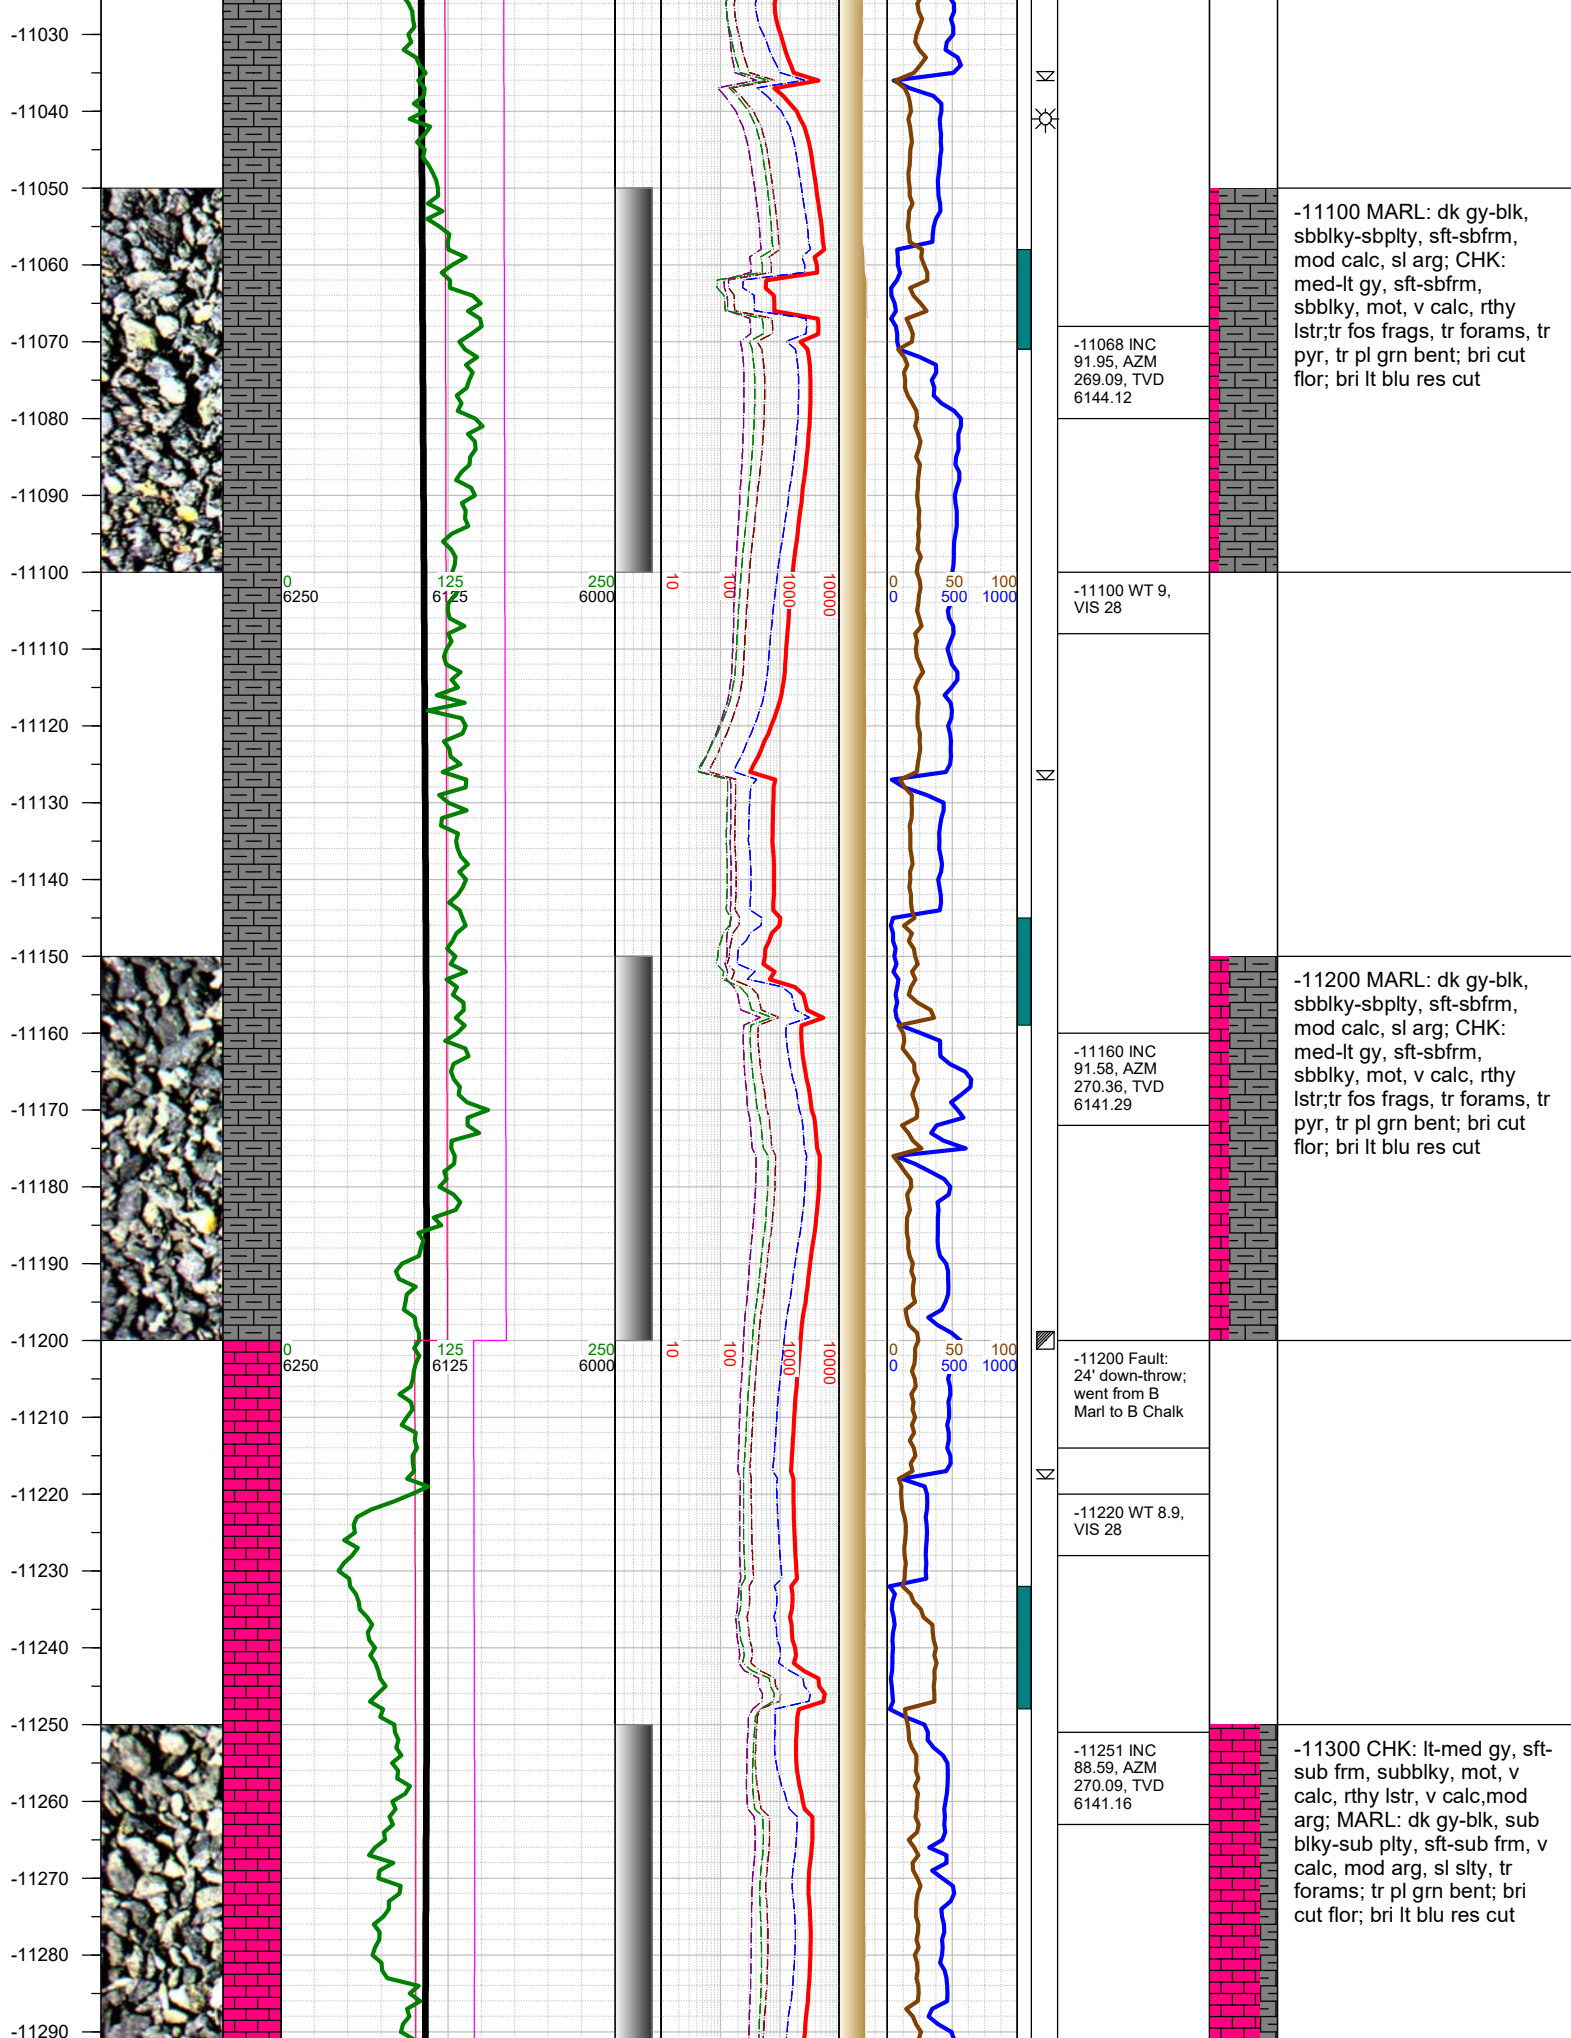 -11030
-11040
-11050
-11060
-11070
-11080
-11090
-11100
-11110
-11120
-11130
-11140
-11150
-11160
-11170
-11180
-11190
-11200
-11210
-11220
-11230
-11240
-11250
-11260
-11270
-11280
-11290
0 125 250
6250 6125 6000
10 100 1000 10000
0 50 100
0 500 1000
0 125 250
6250 6125 6000
10 100 1000 10000
0 50 100
0 500 1000
-11068 INC
91.95, AZM
269.09, TVD
6144.12
-11100 WT 9,
VIS 28
-11160 INC
91.58, AZM
270.36, TVD
6141.29
-11200 Fault:
24' down-throw;
went from B
Marl to B Chalk
-11220 WT 8.9,
VIS 28
-11251 INC
88.59, AZM
270.09, TVD
6141.16
-11100 MARL: dk gy-blk,
sbblky-sbplty, sft-sbfrm,
mod calc, sl arg; CHK:
med-lt gy, sft-sbfrm,
sbblky, mot, v calc, rthy
lstr;tr fos frags, tr forams, tr
pyr, tr pl grn bent; bri cut
flor; bri lt blu res cut
-11200 MARL: dk gy-blk,
sbblky-sbplty, sft-sbfrm,
mod calc, sl arg; CHK:
med-lt gy, sft-sbfrm,
sbblky, mot, v calc, rthy
lstr;tr fos frags, tr forams, tr
pyr, tr pl grn bent; bri cut
flor; bri lt blu res cut
-11300 CHK: lt-med gy, sft-
sub frm, subblky, mot, v
calc, rthy lstr, v calc,mod
arg; MARL: dk gy-blk, sub
blky-sub plty, sft-sub frm, v
calc, mod arg, sl slty, tr
forams; tr pl grn bent; bri
cut flor; bri lt blu res cut